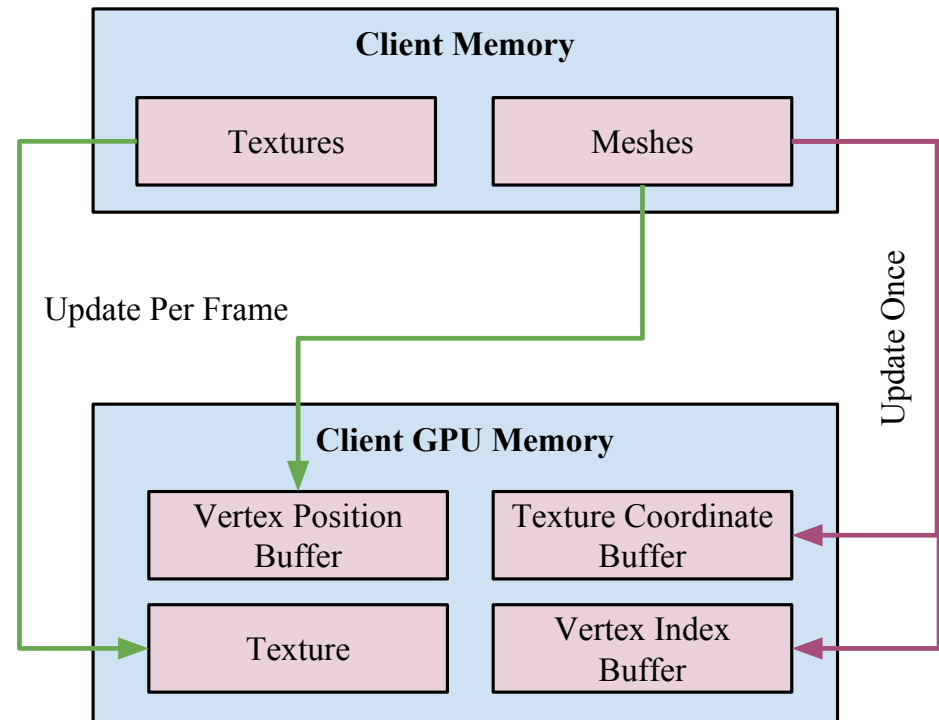 Client Memory
Textures
Meshes
Update Per Frame
Update Once
Client GPU Memory
Vertex Position
Buffer
Texture Coordinate
Buffer
Texture
Vertex Index
Buffer